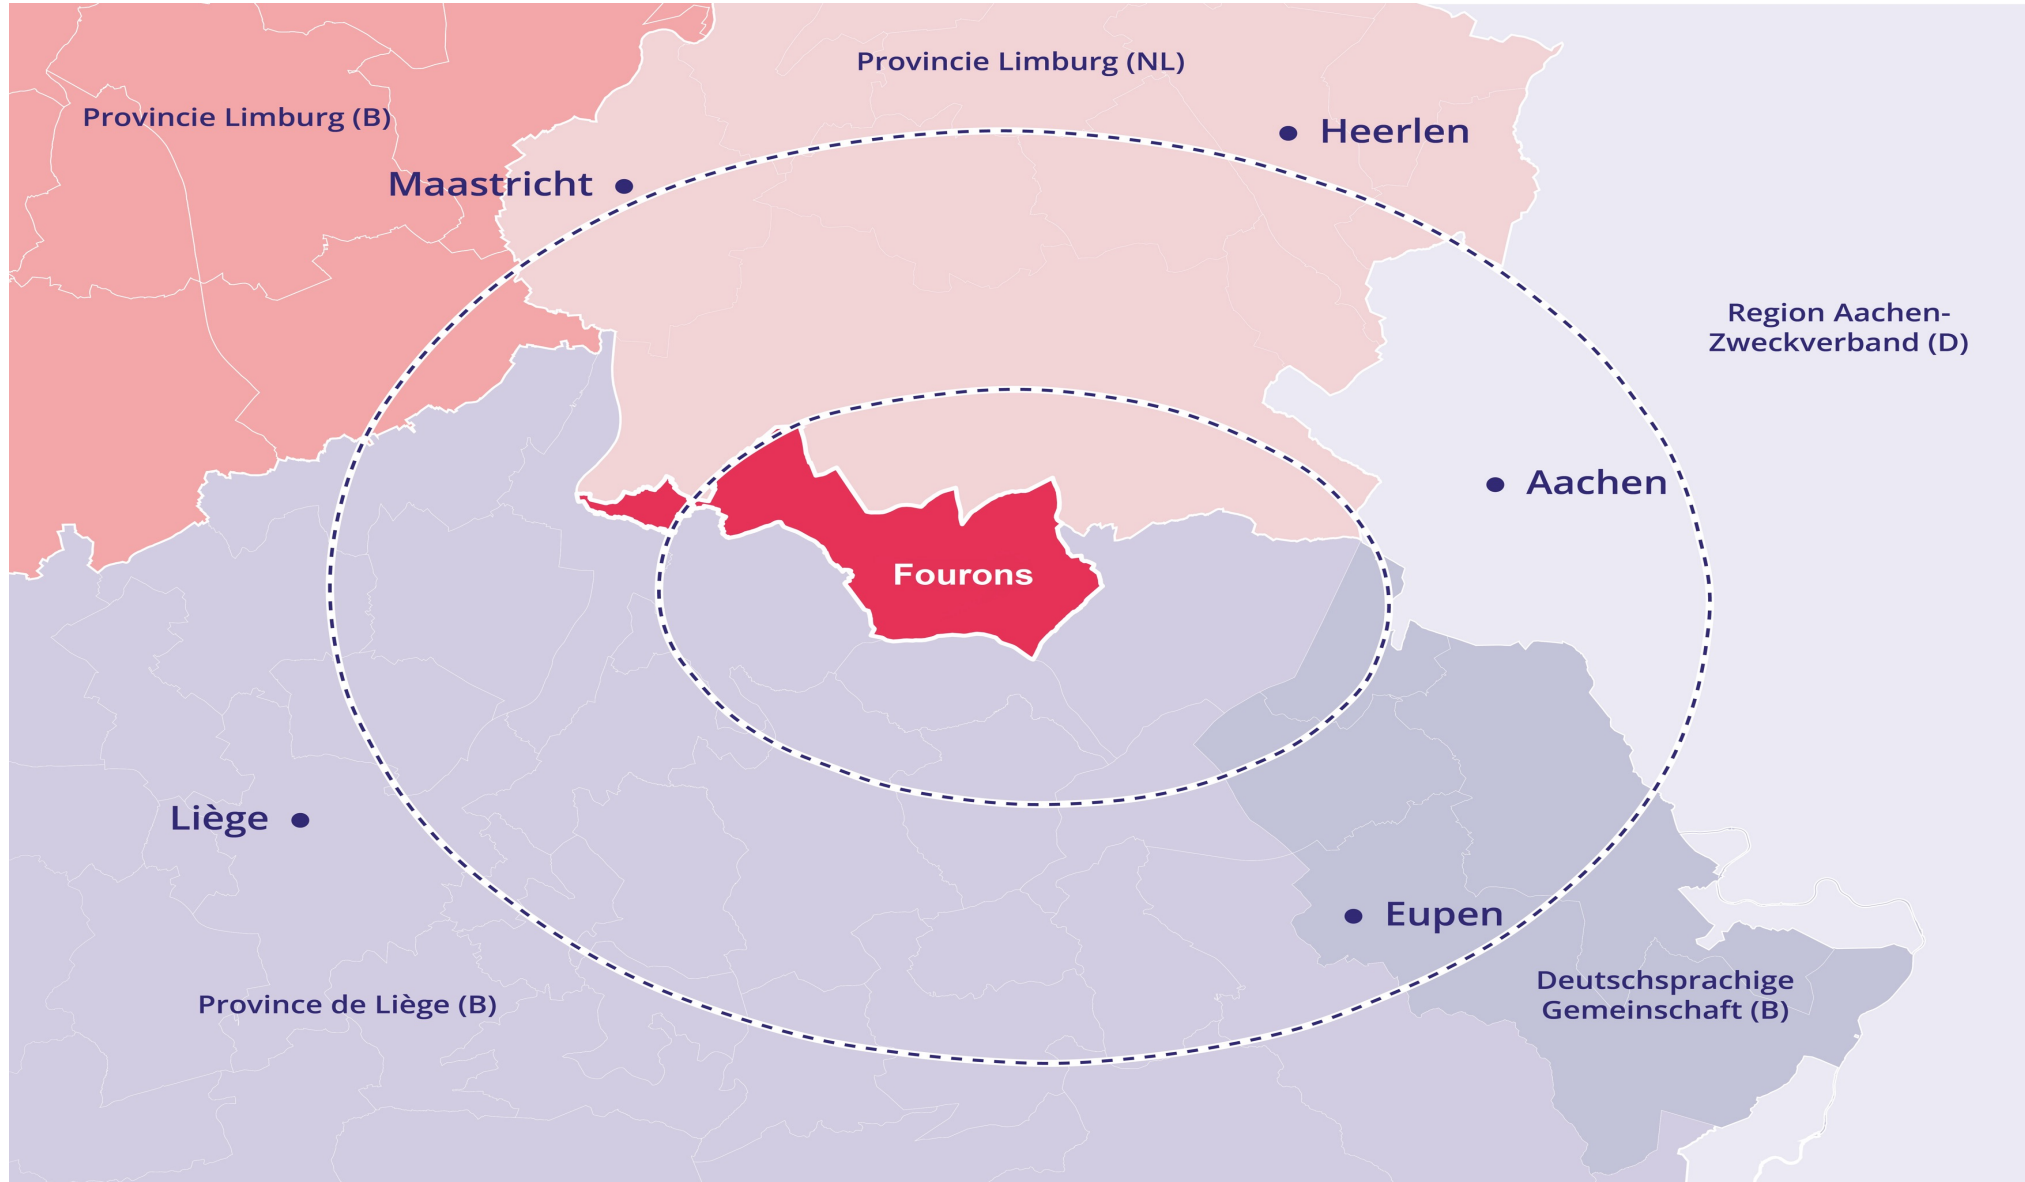 Provincie Limburg (NL)
Provincie Limburg (B)
Heerlen
Maastricht
Region Aachen-
Zweckverband (D)
Aachen
Fourons
Liège
Eupen
Deutschsprachige
Gemeinschaft (B)
Province de Liège (B)